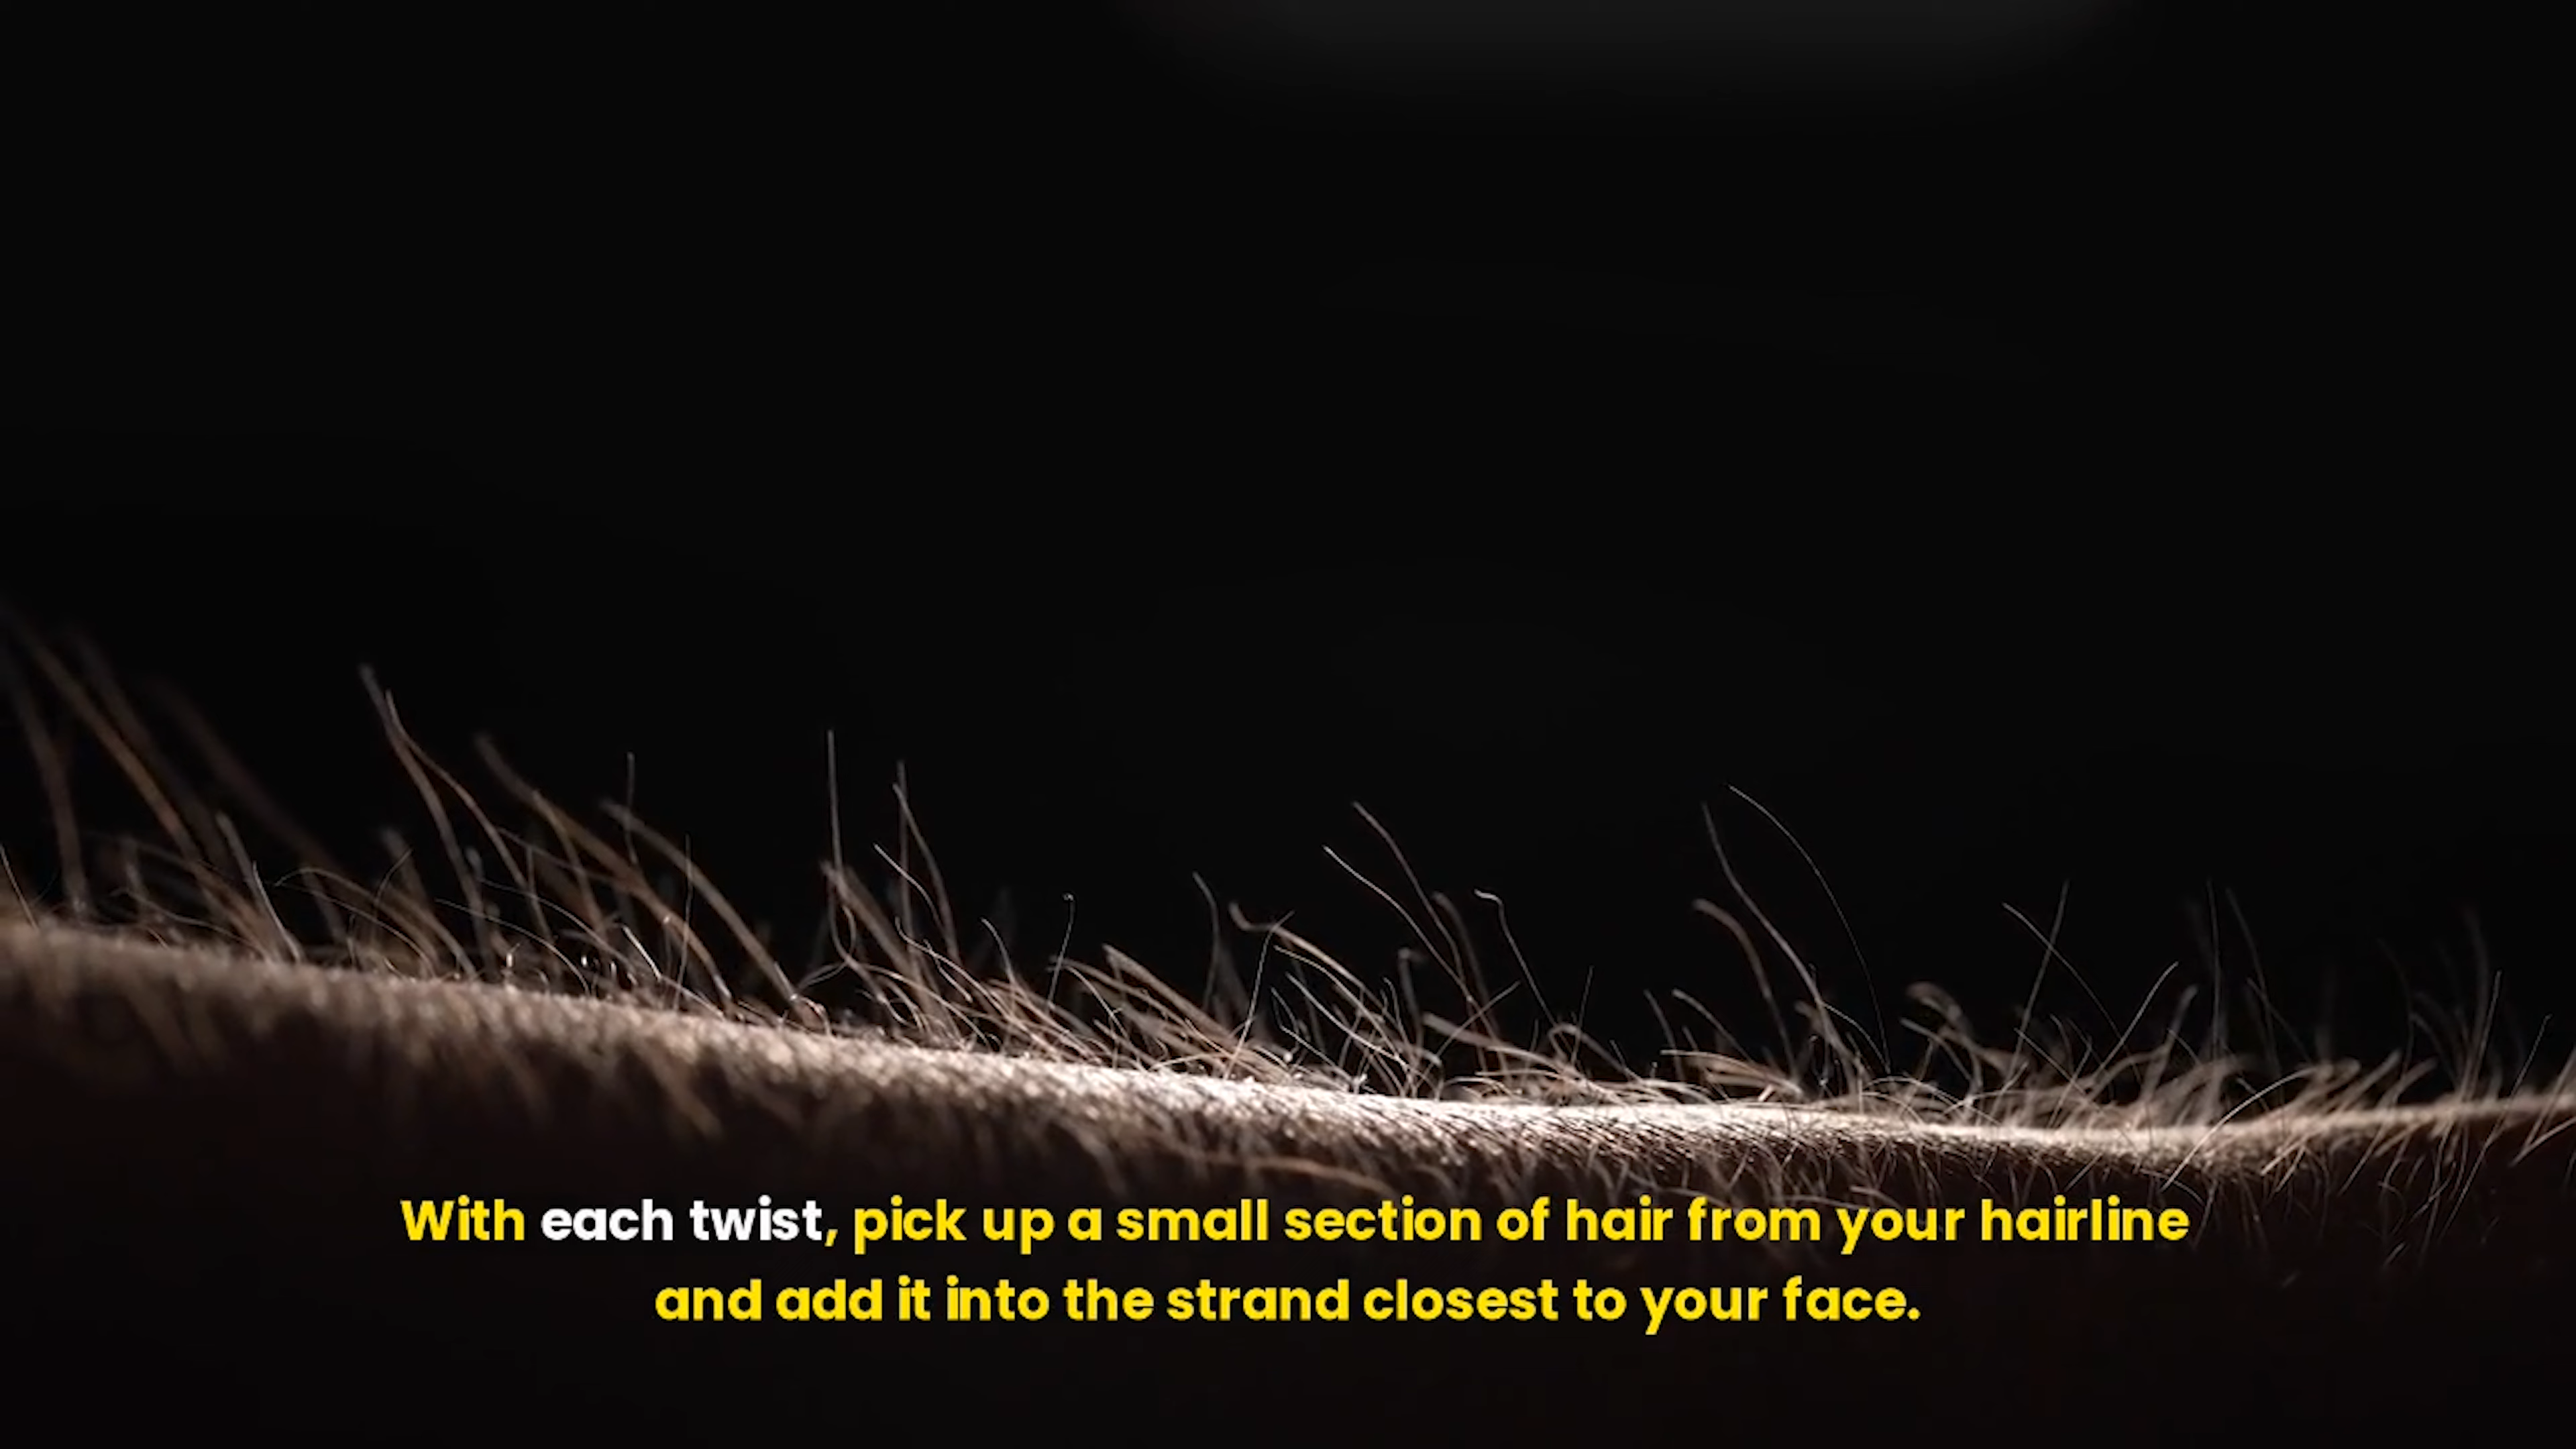 With each twist, pick up a small section of hair from your hairline
and add it into the strand closest to your face.